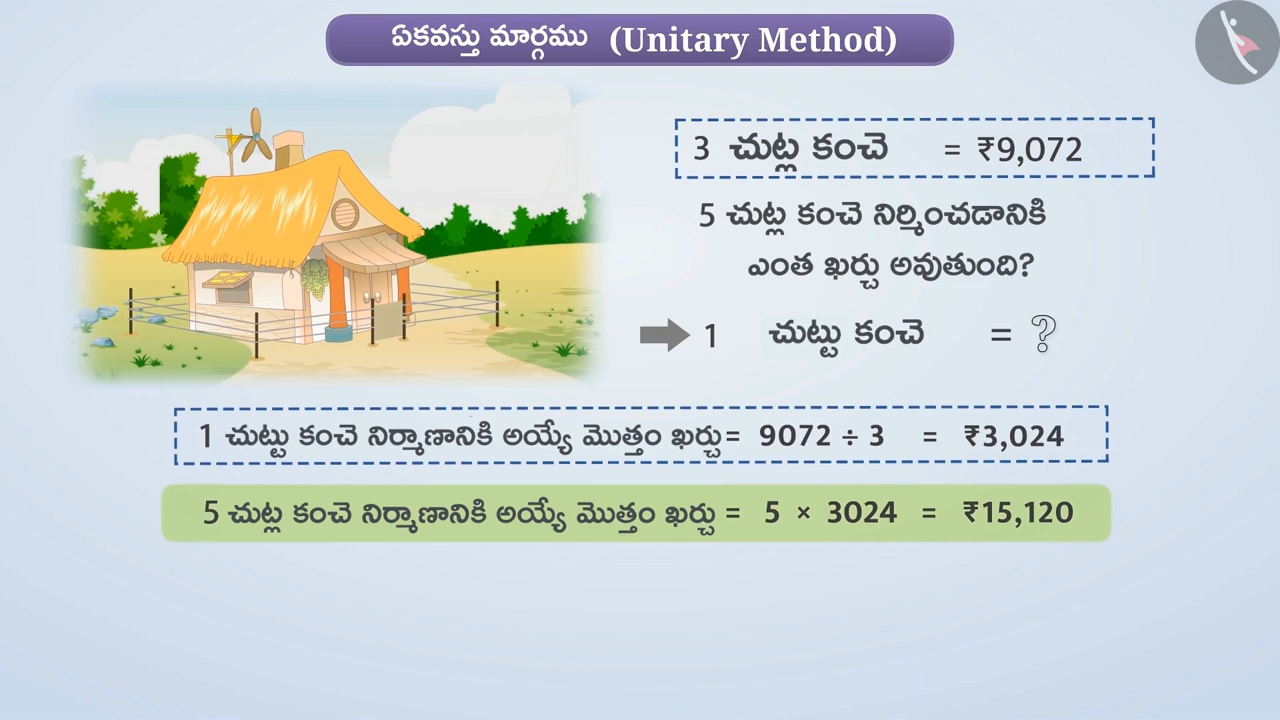 ఏకవస్తు మార్గము (Unitary Method)
3 చుట్ల కంచె = ₹9,072
5 చుట్ల కంచె నిర్మించడానికి
ఎంత ఖర్చు అవుతుంది?
1 చుట్టు కంచె = ?
1 చుట్టు కంచె నిర్మాణానికి అయ్యే మొత్తం ఖర్చు= 9072 ÷ 3 = ₹3,024
5 చుట్ల కంచె నిర్మాణానికి అయ్యే మొత్తం ఖర్చు = 5 × 3024 = ₹15,120